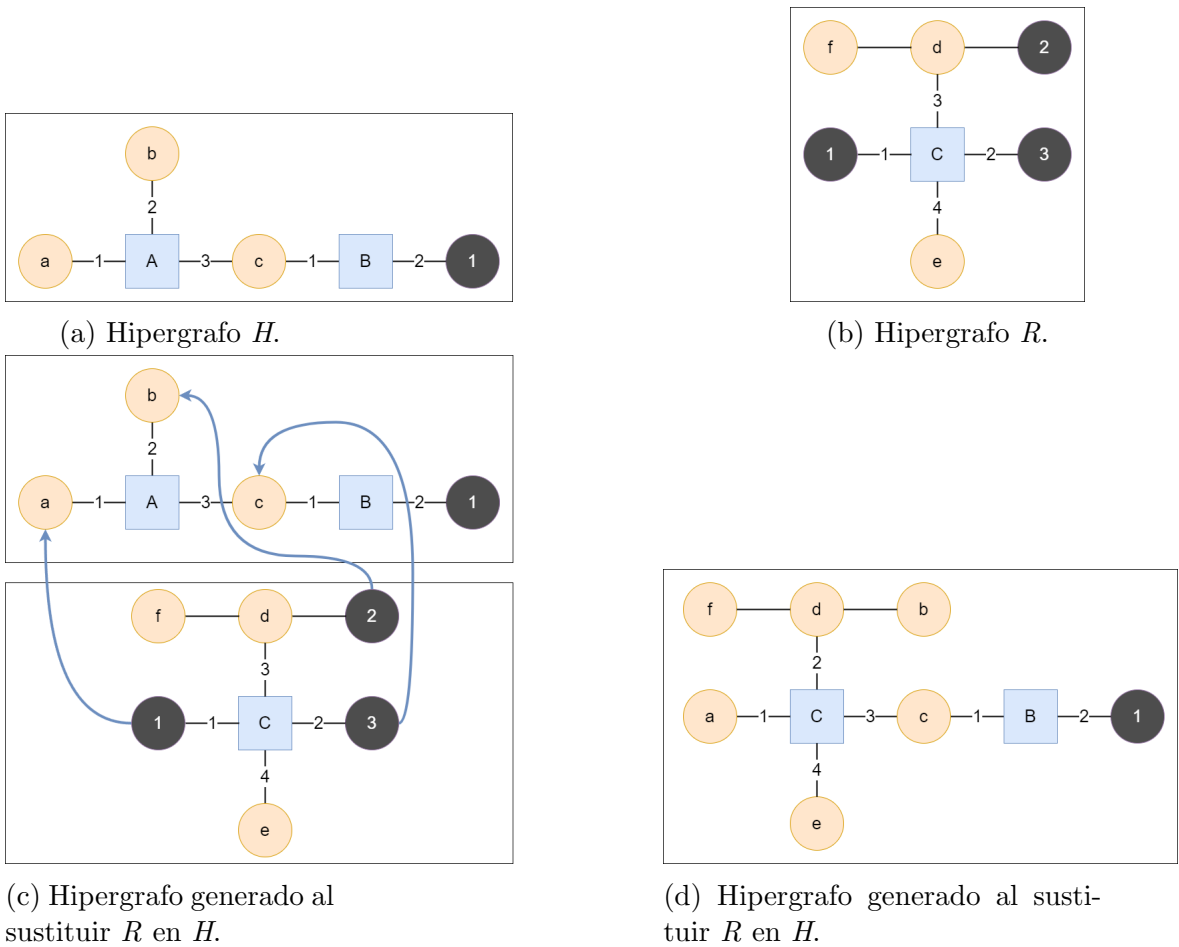 b
2
a
1
A
3
c
1
B
2
1
(a) Hipergrafo H.
f
d
2
3
1
1
C
2
3
4
e
(b) Hipergrafo R.
b
2
a
1
A
3
c
1
B
2
1
f
d
2
3
1
1
C
2
3
4
e
(c) Hipergrafo generado al
sustituir R en H.
f
d
b
2
a
1
C
3
c
1
B
2
1
4
e
(d) Hipergrafo generado al susti-
tuir R en H.